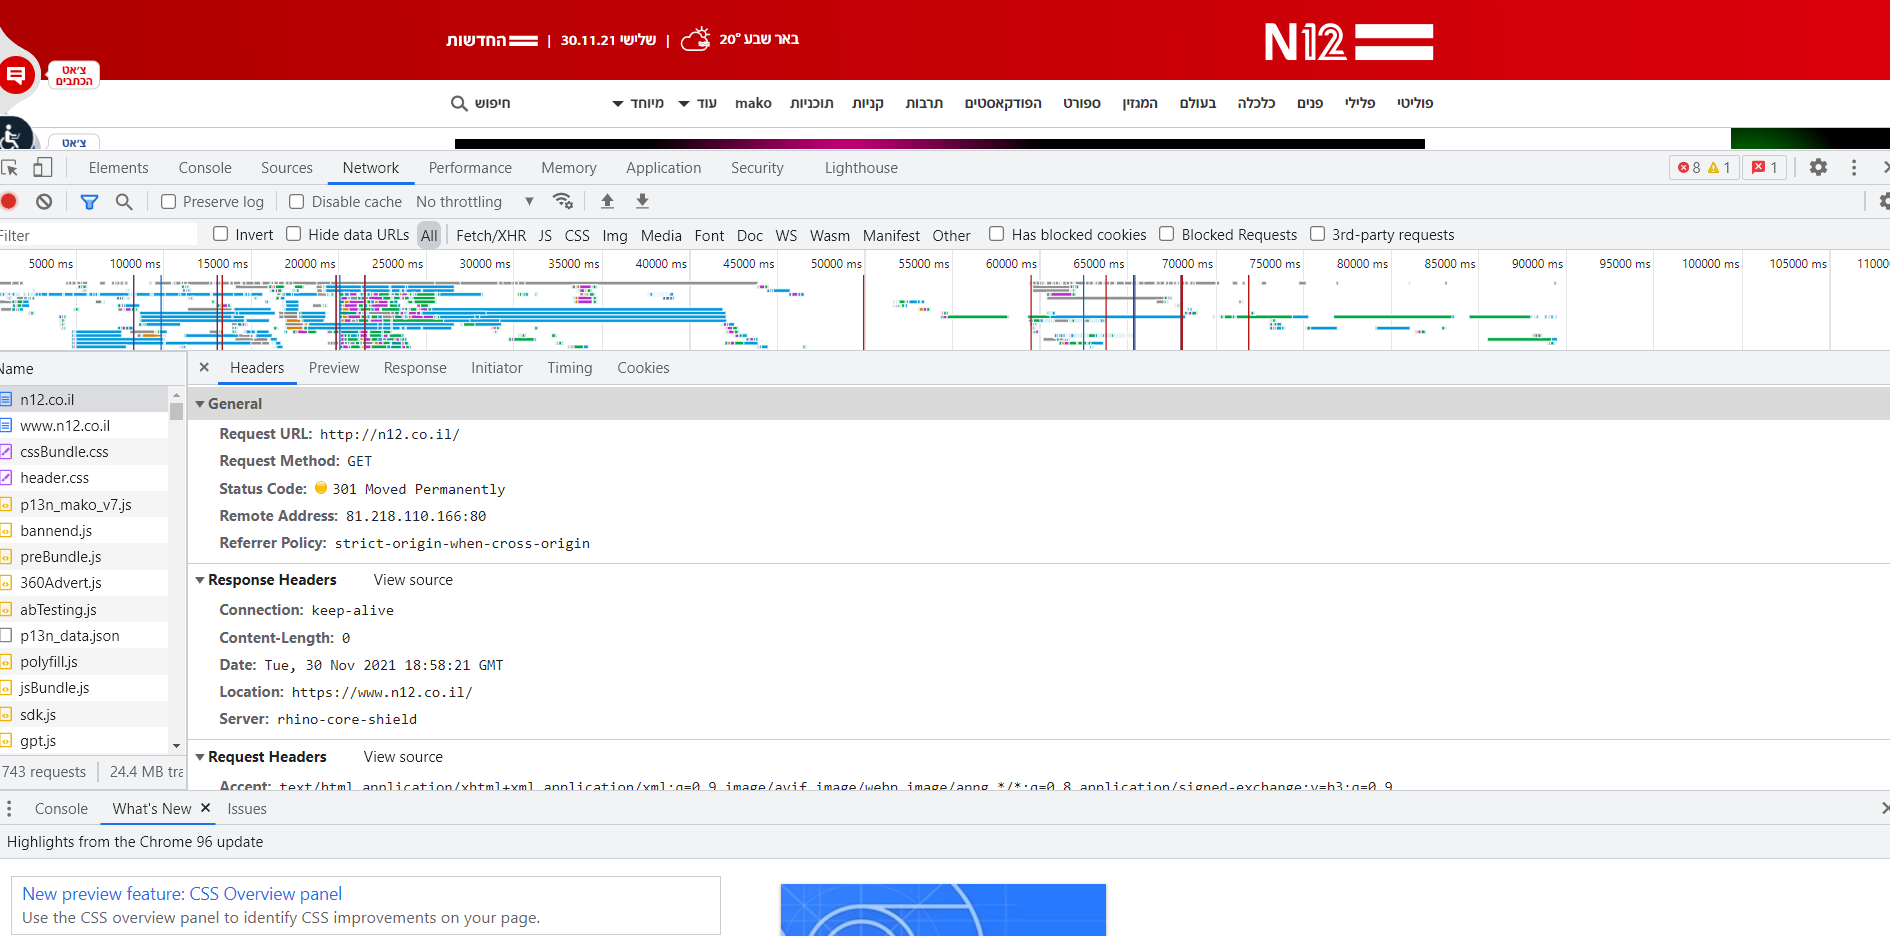 החדשות | שלישי 30.11.21 | באר שבע 20°
N12
צ'אט
הכתבים
פוליטי פלילי פנים כלכלה בעולם המגזין ספורט הפודקאסטים תרבות קניות תוכניות mako עוד מיוחד חיפוש
צ'אט
Elements Console Sources Network Performance Memory Application Security Lighthouse 8 1 1
Preserve log Disable cache No throttling
Filter Invert Hide data URLs All Fetch/XHR JS CSS Img Media Font Doc WS Wasm Manifest Other Has blocked cookies Blocked Requests 3rd-party requests
5000 ms 10000 ms 15000 ms 20000 ms 25000 ms 30000 ms 35000 ms 40000 ms 45000 ms 50000 ms 55000 ms 60000 ms 65000 ms 70000 ms 75000 ms 80000 ms 85000 ms 90000 ms 95000 ms 100000 ms 105000 ms 11000
Name
Headers Preview Response Initiator Timing Cookies
n12.co.il
www.n12.co.il
cssBundle.css
header.css
p13n_mako_v7.js
bannend.js
preBundle.js
360Advert.js
abTesting.js
p13n_data.json
polyfill.js
jsBundle.js
sdk.js
gpt.js
743 requests 24.4 MB tra
General
Request URL: http://n12.co.il/
Request Method: GET
Status Code: 301 Moved Permanently
Remote Address: 81.218.110.166:80
Referrer Policy: strict-origin-when-cross-origin
Response Headers View source
Connection: keep-alive
Content-Length: 0
Date: Tue, 30 Nov 2021 18:58:21 GMT
Location: https://www.n12.co.il/
Server: rhino-core-shield
Request Headers View source
Accept: text/html,application/xhtml+xml,application/xml;q=0.9,image/avif,image/webp,image/apng,*/*;q=0.8,application/signed-exchange;v=b3;q=0.9
Console What's New Issues
Highlights from the Chrome 96 update
New preview feature: CSS Overview panel
Use the CSS overview panel to identify CSS improvements on your page.